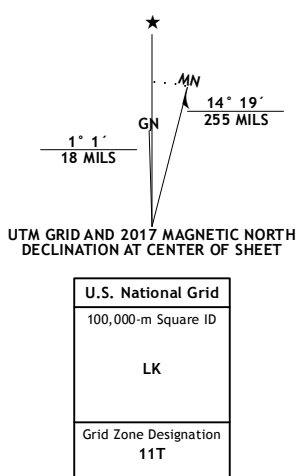 ★
MN
GN
14° 19´
255 MILS
1° 1´
18 MILS
UTM GRID AND 2017 MAGNETIC NORTH
DECLINATION AT CENTER OF SHEET
U.S. National Grid
100,000-m Square ID
LK
Grid Zone Designation
11T